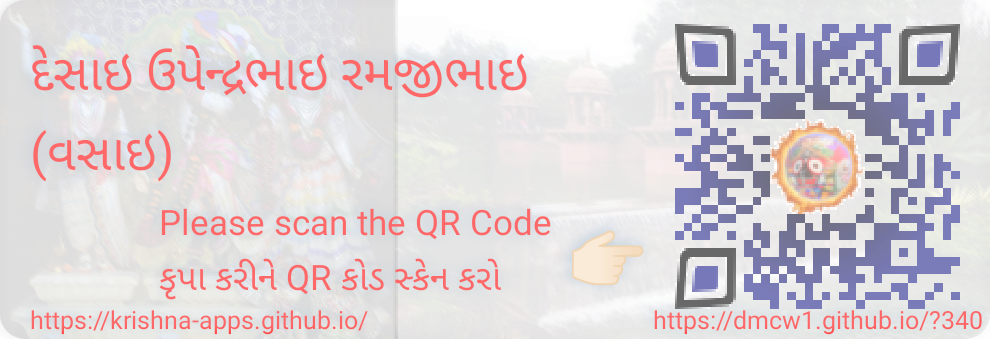 દેસાઇ ઉપેન્દ્રભાઇ રમજીભાઇ
(વસાઇ)
Please scan the QR Code
કૃપા કરીને QR કોડ સ્કેન કરો
https://krishna-apps.github.io/
https://dmcw1.github.io/?340